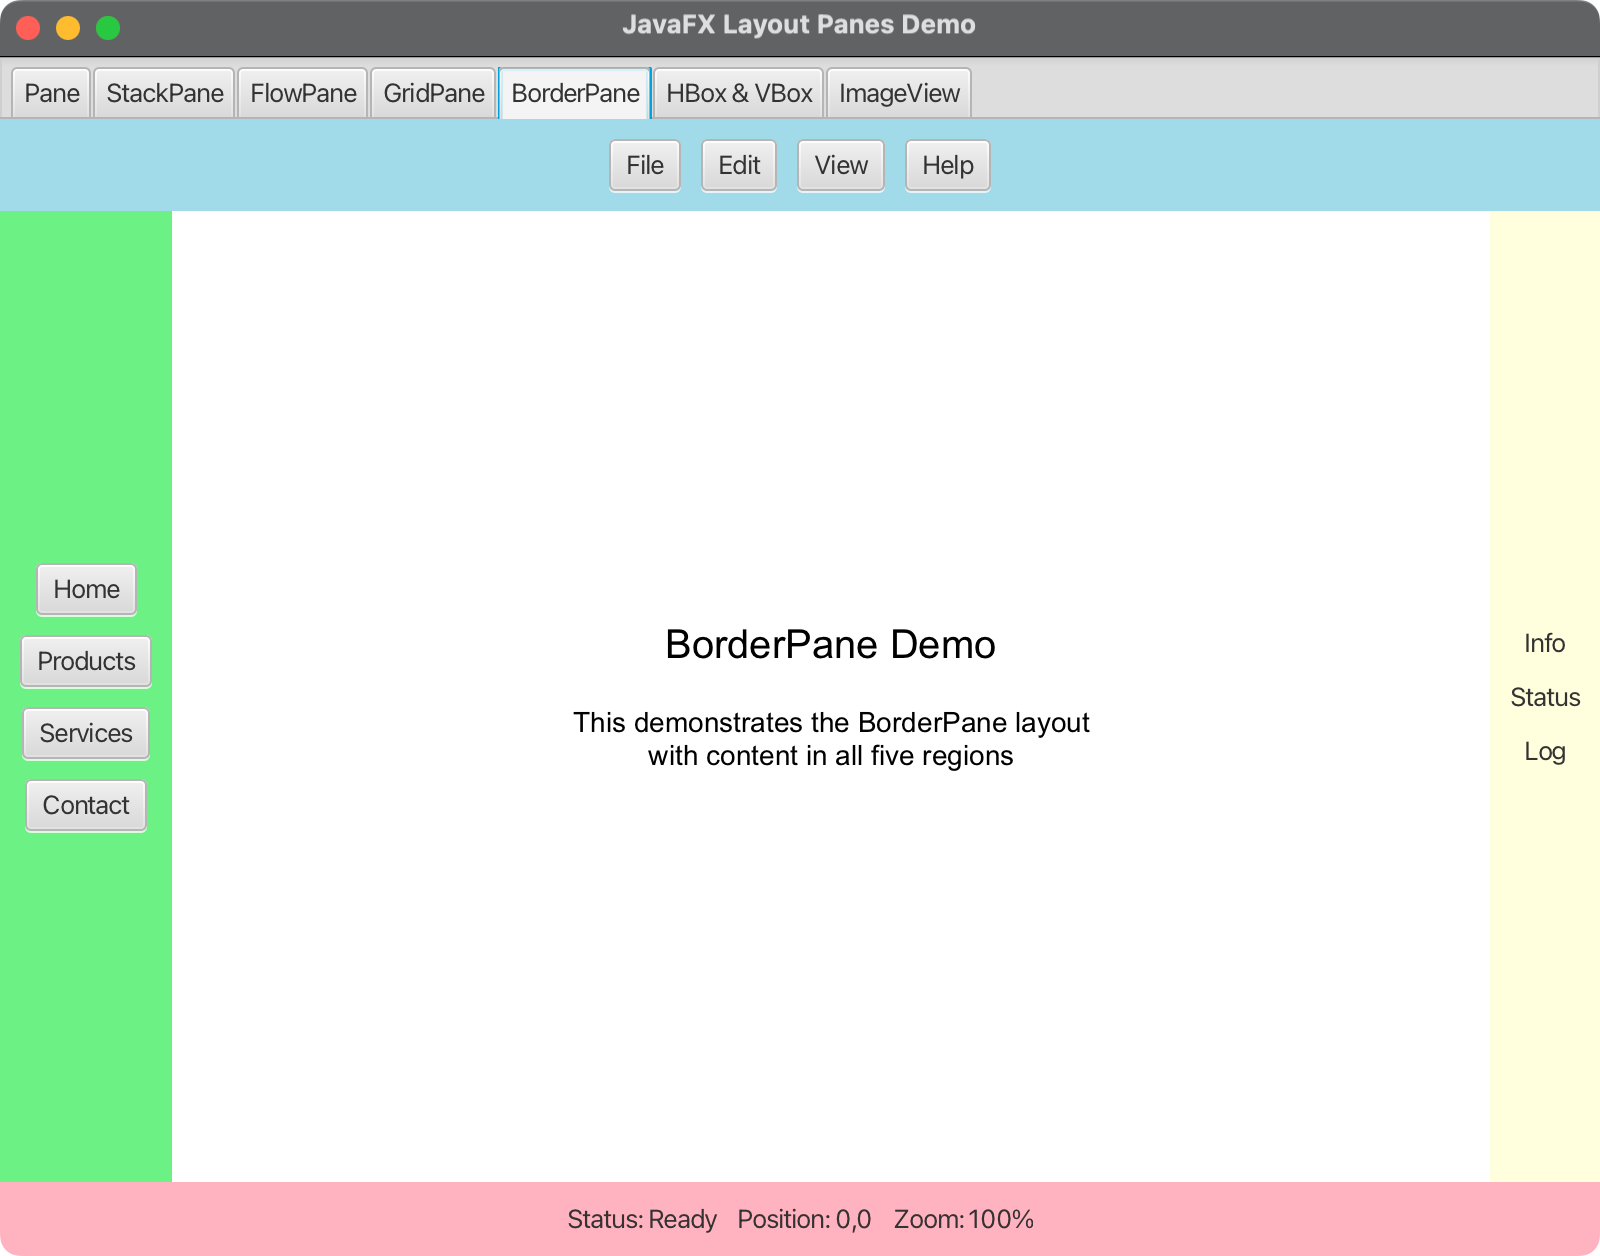 JavaFX Layout Panes Demo
Pane StackPane FlowPane GridPane BorderPane HBox & VBox ImageView
File Edit View Help
Home
Products
Services
Contact
BorderPane Demo
This demonstrates the BorderPane layout
with content in all five regions
Info
Status
Log
Status: Ready Position: 0,0 Zoom: 100%